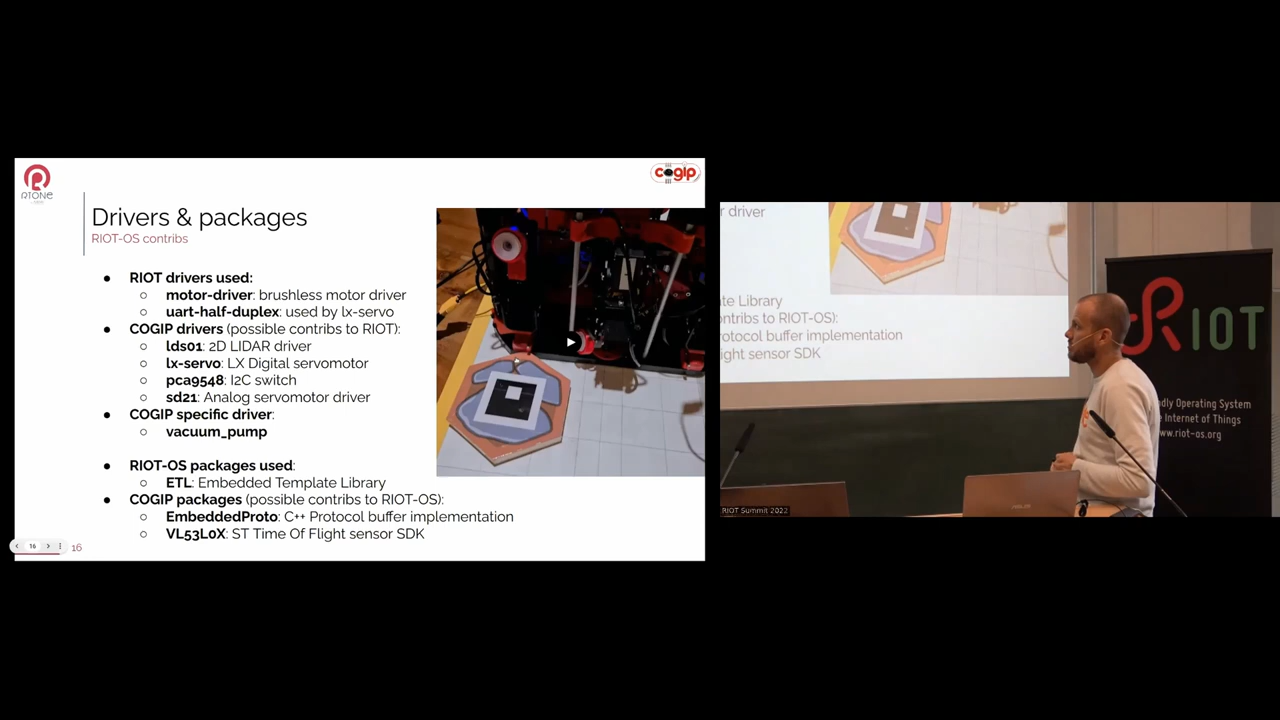 RTONE
cogip
Drivers & packages
RIOT-OS contribs
● RIOT drivers used:
○ motor-driver: brushless motor driver
○ uart-half-duplex: used by lx-servo
● COGIP drivers (possible contribs to RIOT):
○ lds01: 2D LIDAR driver
○ lx-servo: LX Digital servomotor
○ pca9548: I2C switch
○ sd21: Analog servomotor driver
● COGIP specific driver:
○ vacuum_pump
● RIOT-OS packages used:
○ ETL: Embedded Template Library
● COGIP packages (possible contribs to RIOT-OS):
○ EmbeddedProto: C++ Protocol buffer implementation
○ VL53L0X: ST Time Of Flight sensor SDK
16
16
r driver
te Library
ontribs to RIOT-OS):
otocol buffer implementation
light sensor SDK
RIOT
dly Operating System
e Internet of Things
ww.riot-os.org
RIOT Summit 2022